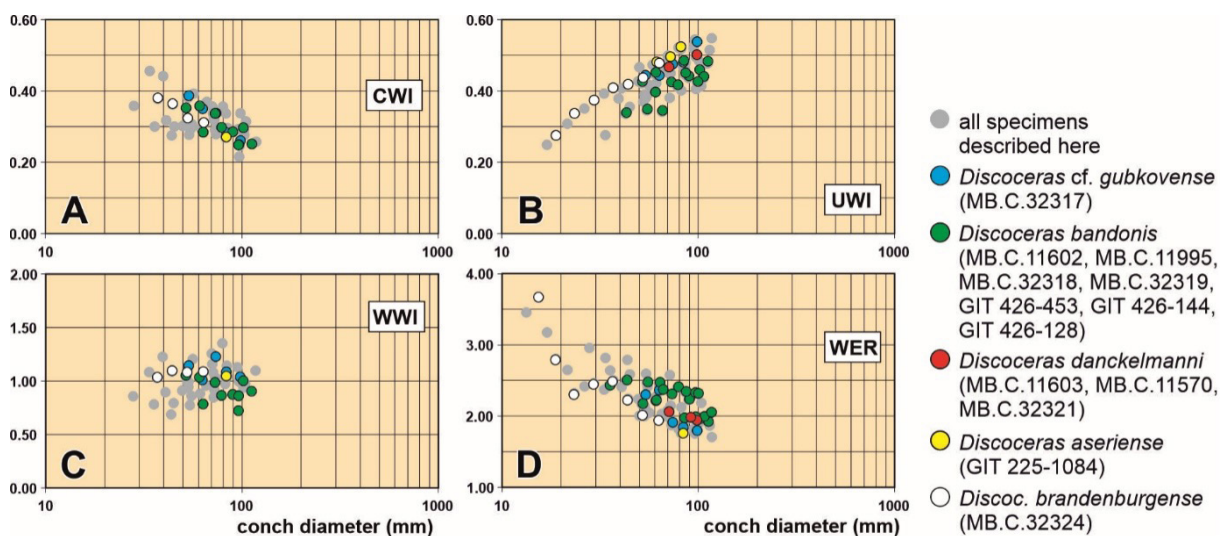 0.60
0.40
0.20
0.00
10
100
1000
CWI
A
0.60
0.40
0.20
0.00
10
100
1000
UWI
B
2.00
1.50
1.00
0.50
0.00
10
100
1000
WWI
C
conch diameter (mm)
4.00
3.00
2.00
1.00
10
100
1000
WER
D
conch diameter (mm)
all specimens
described here
Discoceras cf. gubkovense
(MB.C.32317)
Discoceras bandonis
(MB.C.11602, MB.C.11995,
MB.C.32318, MB.C.32319,
GIT 426-453, GIT 426-144,
GIT 426-128)
Discoceras danckelmanni
(MB.C.11603, MB.C.11570,
MB.C.32321)
Discoceras aseriense
(GIT 225-1084)
Discoc. brandenburgense
(MB.C.32324)